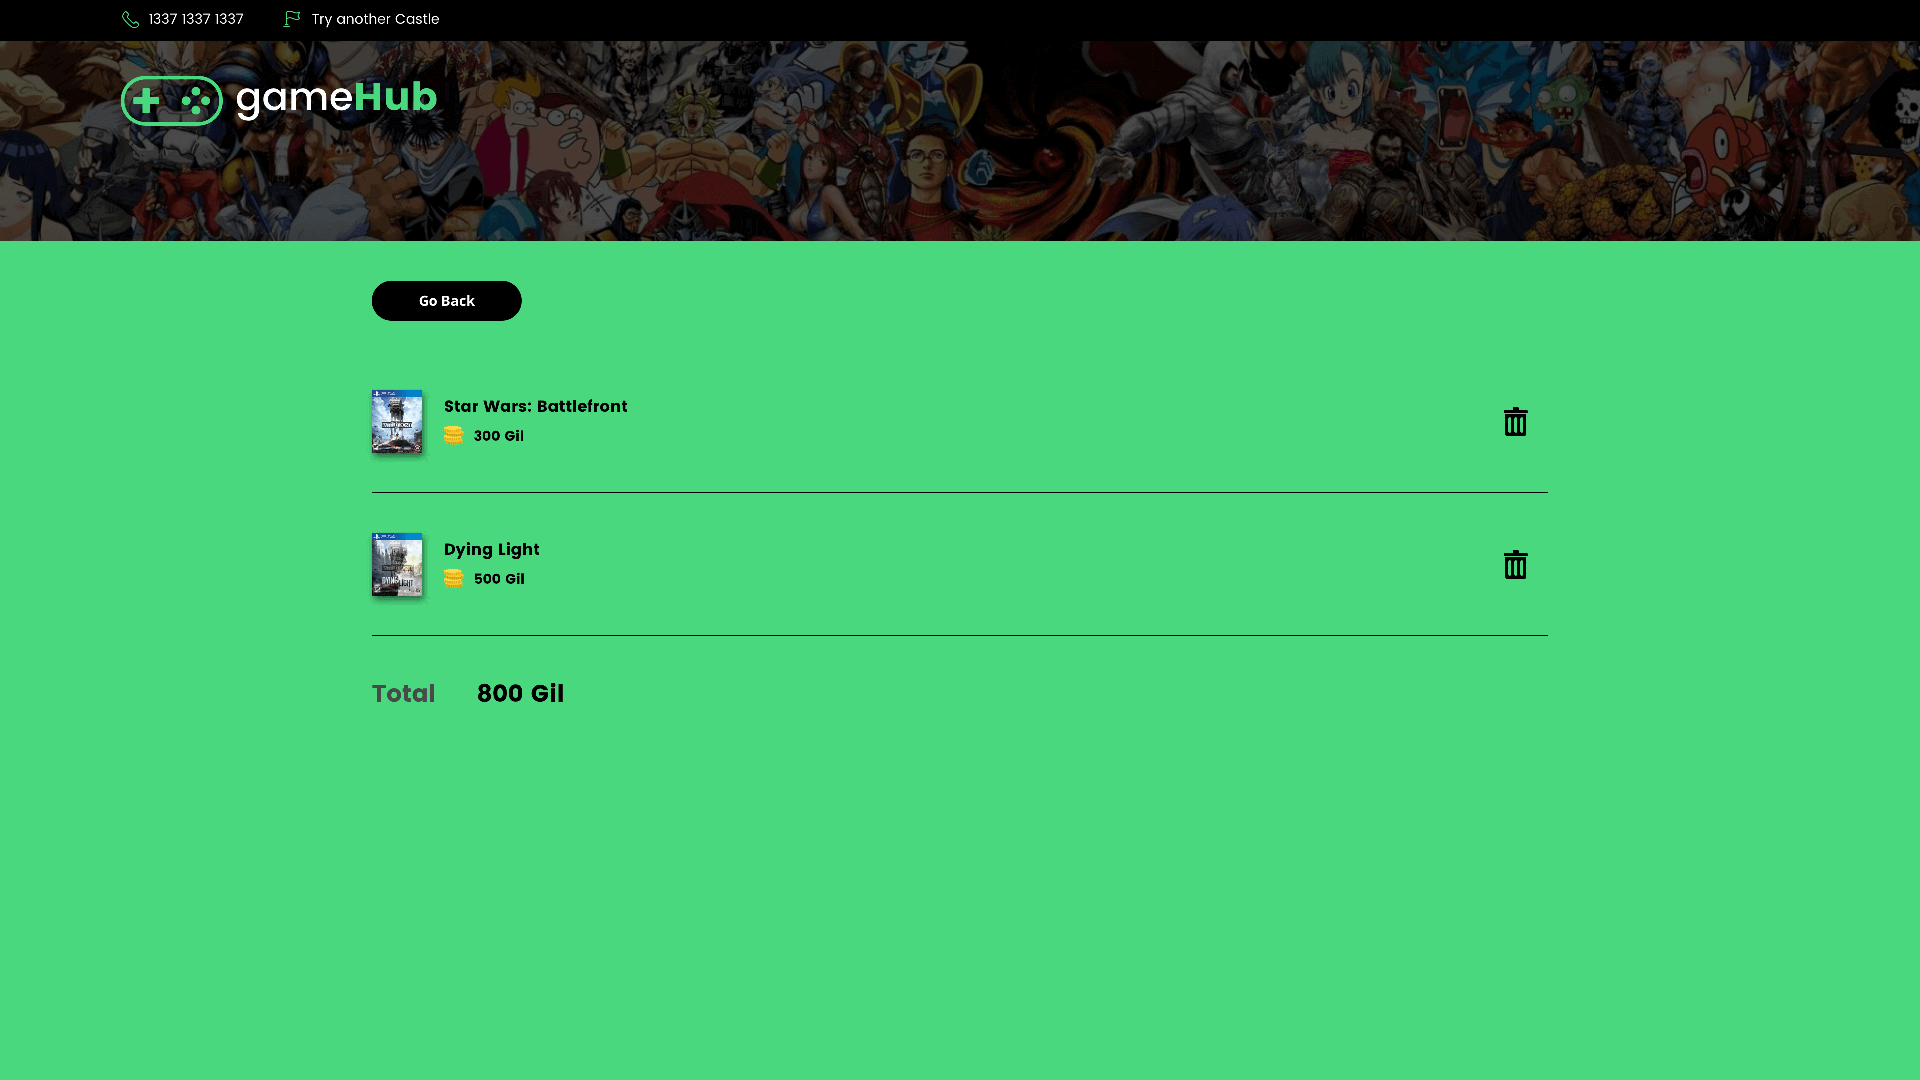 1337 1337 1337
Try another Castle
gameHub
Go Back
Star Wars: Battlefront
300 Gil
Dying Light
500 Gil
Total 800 Gil